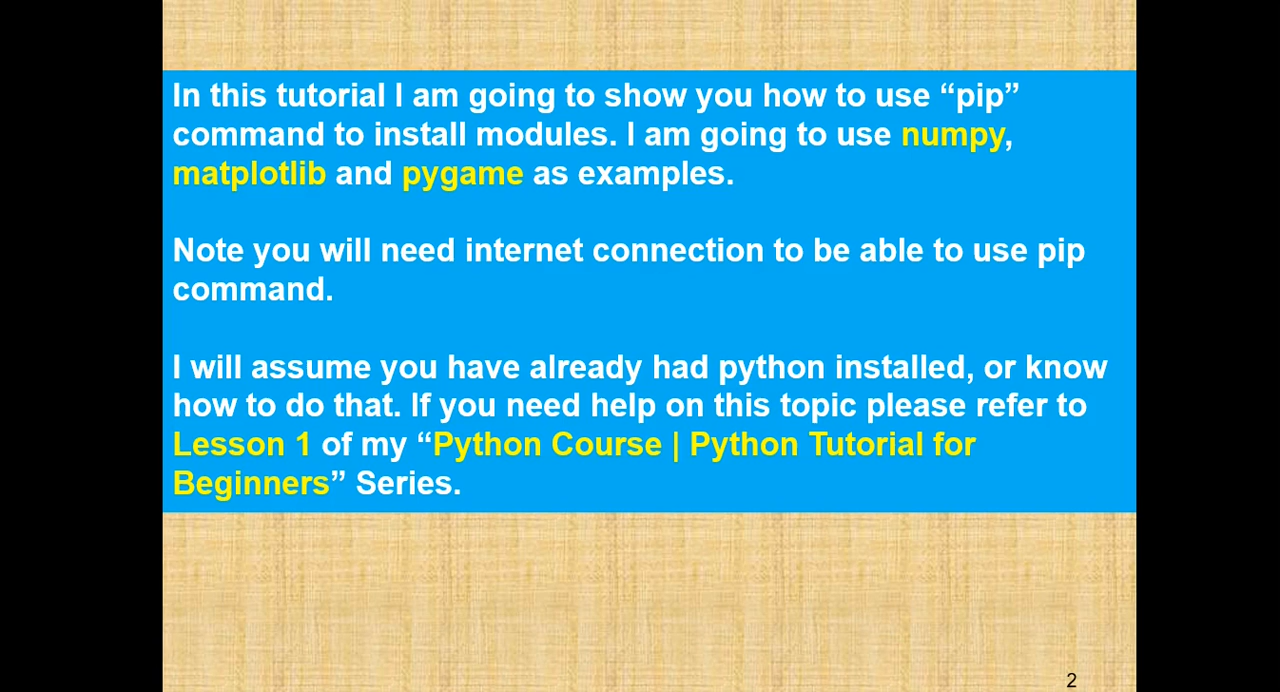 In this tutorial I am going to show you how to use “pip”
command to install modules. I am going to use numpy,
matplotlib and pygame as examples.
Note you will need internet connection to be able to use pip
command.
I will assume you have already had python installed, or know
how to do that. If you need help on this topic please refer to
Lesson 1 of my “Python Course | Python Tutorial for
Beginners” Series.
2